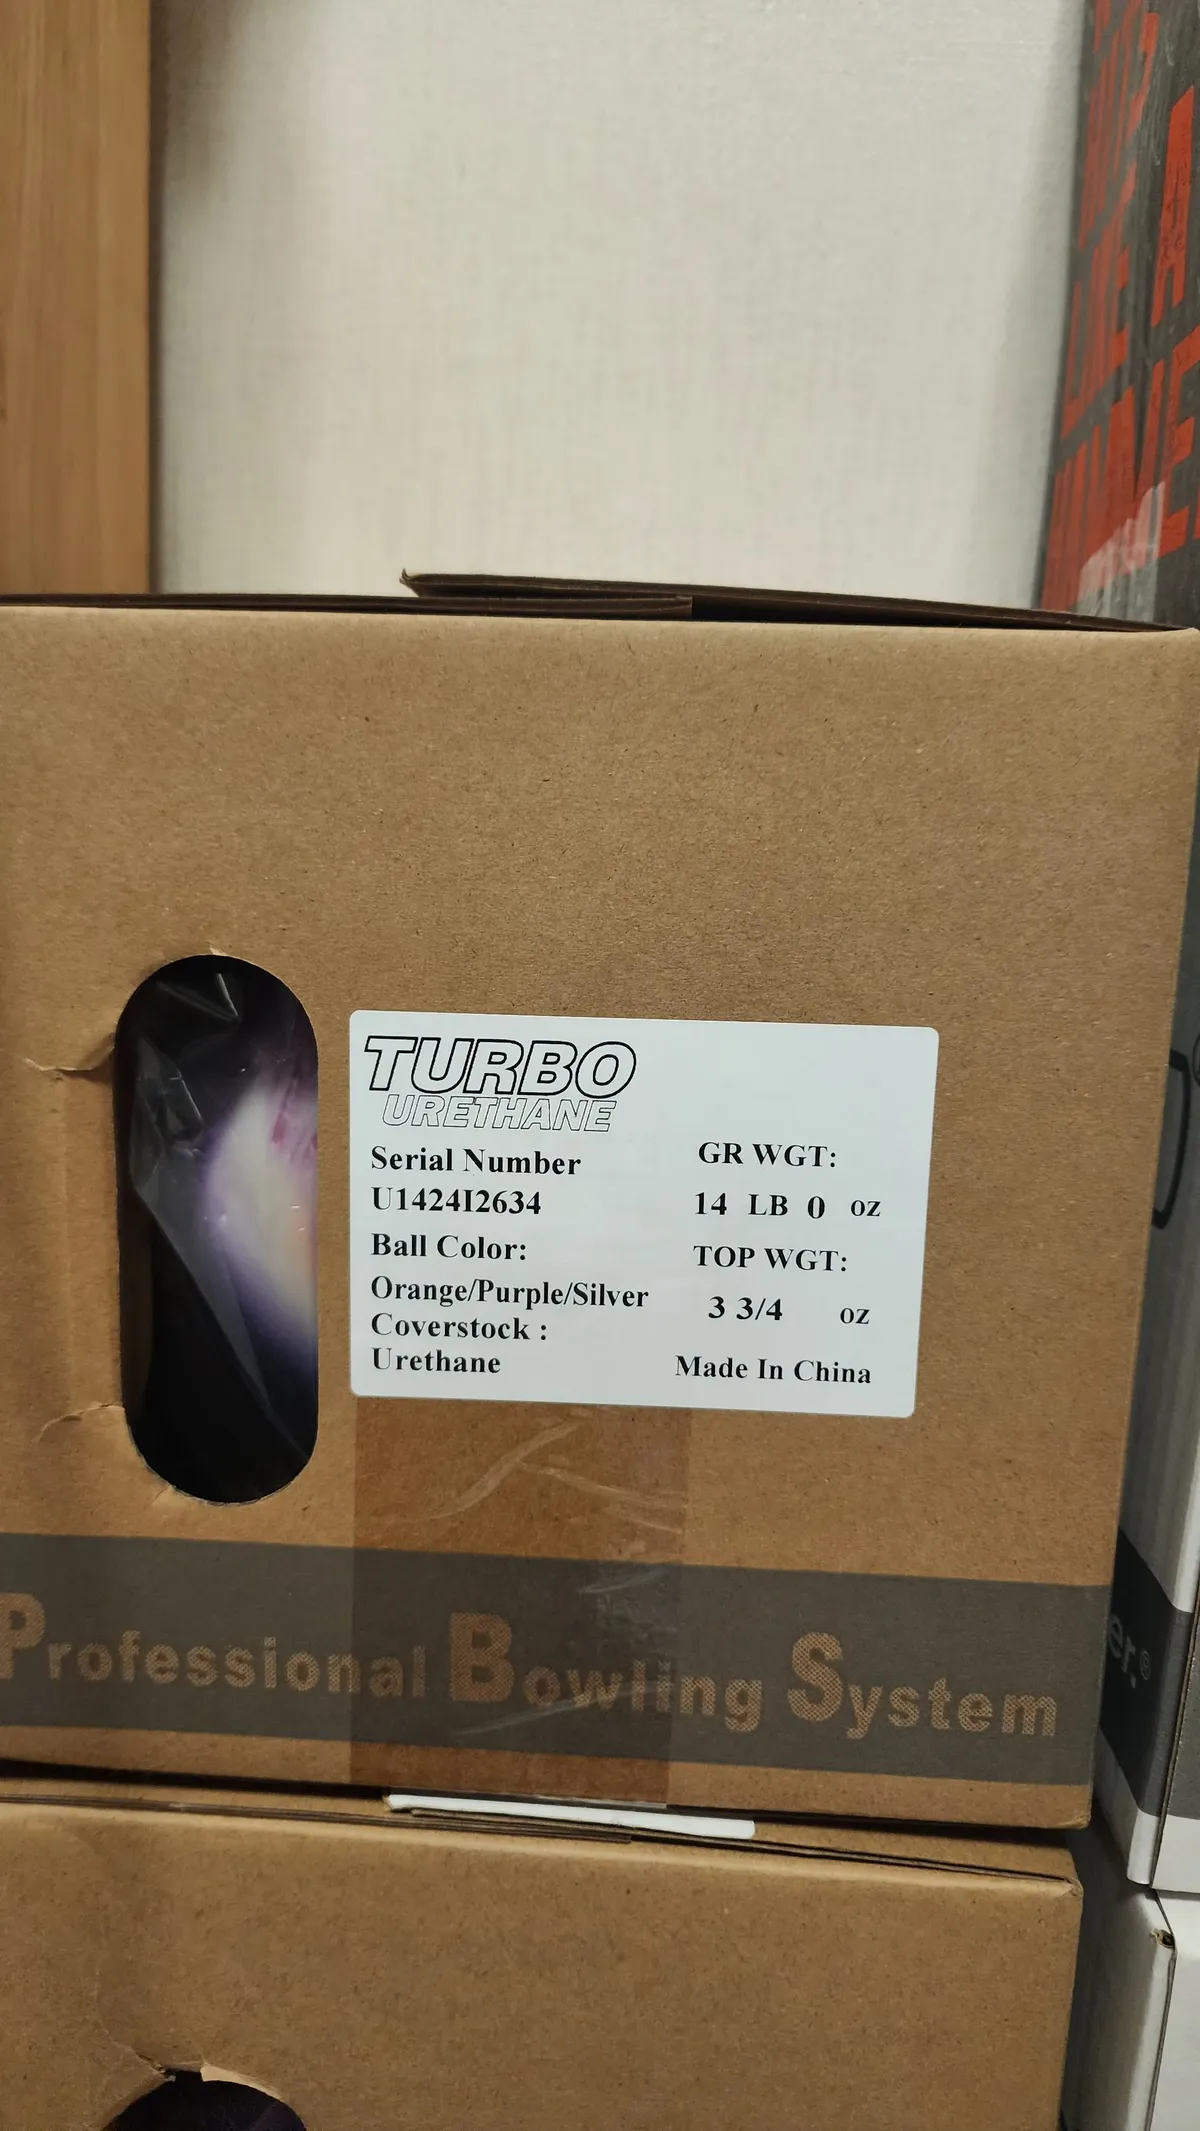 TURBO
URETHANE
Serial Number
U1424I2634
Ball Color:
Orange/Purple/Silver
Coverstock :
Urethane
GR WGT:
14 LB 0 oz
TOP WGT:
3 3/4 oz
Made In China
Professional Bowling System
er.®